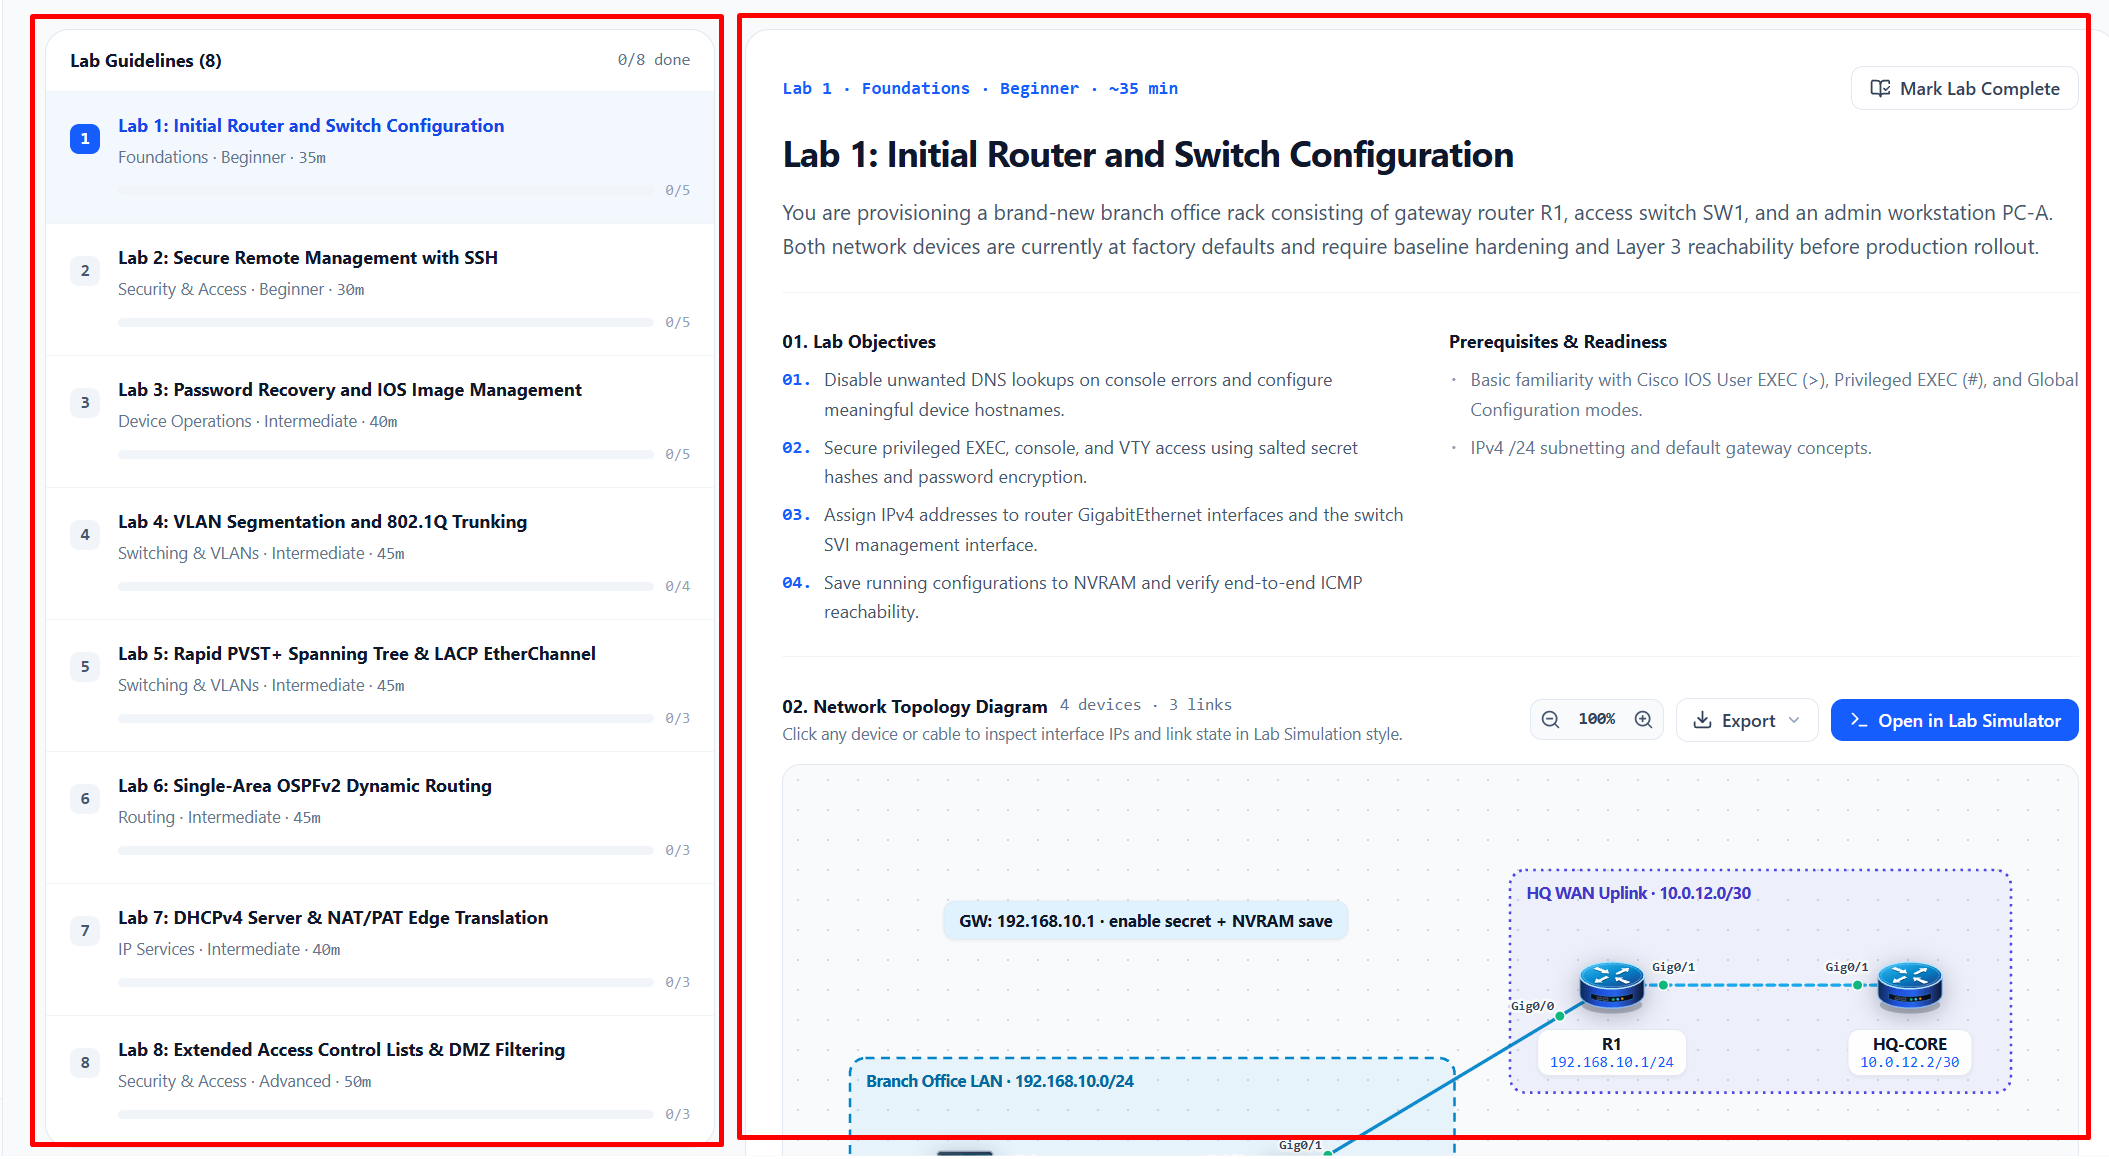 Lab Guidelines (8)
0/8 done
1
Lab 1: Initial Router and Switch Configuration
Foundations · Beginner · 35m
0/5
2
Lab 2: Secure Remote Management with SSH
Security & Access · Beginner · 30m
0/5
3
Lab 3: Password Recovery and IOS Image Management
Device Operations · Intermediate · 40m
0/5
4
Lab 4: VLAN Segmentation and 802.1Q Trunking
Switching & VLANs · Intermediate · 45m
0/4
5
Lab 5: Rapid PVST+ Spanning Tree & LACP EtherChannel
Switching & VLANs · Intermediate · 45m
0/3
6
Lab 6: Single-Area OSPFv2 Dynamic Routing
Routing · Intermediate · 45m
0/3
7
Lab 7: DHCPv4 Server & NAT/PAT Edge Translation
IP Services · Intermediate · 40m
0/3
8
Lab 8: Extended Access Control Lists & DMZ Filtering
Security & Access · Advanced · 50m
0/3
Lab 1 · Foundations · Beginner · ~35 min
Mark Lab Complete
Lab 1: Initial Router and Switch Configuration
You are provisioning a brand-new branch office rack consisting of gateway router R1, access switch SW1, and an admin workstation PC-A.
Both network devices are currently at factory defaults and require baseline hardening and Layer 3 reachability before production rollout.
01. Lab Objectives
01. Disable unwanted DNS lookups on console errors and configure
meaningful device hostnames.
02. Secure privileged EXEC, console, and VTY access using salted secret
hashes and password encryption.
03. Assign IPv4 addresses to router GigabitEthernet interfaces and the switch
SVI management interface.
04. Save running configurations to NVRAM and verify end-to-end ICMP
reachability.
Prerequisites & Readiness
· Basic familiarity with Cisco IOS User EXEC (>), Privileged EXEC (#), and Global
Configuration modes.
· IPv4 /24 subnetting and default gateway concepts.
02. Network Topology Diagram 4 devices · 3 links
Click any device or cable to inspect interface IPs and link state in Lab Simulation style.
100%
Export
Open in Lab Simulator
HQ WAN Uplink · 10.0.12.0/30
GW: 192.168.10.1 · enable secret + NVRAM save
Gig0/1
Gig0/1
Gig0/0
R1
192.168.10.1/24
HQ-CORE
10.0.12.2/30
Branch Office LAN · 192.168.10.0/24
Gig0/1